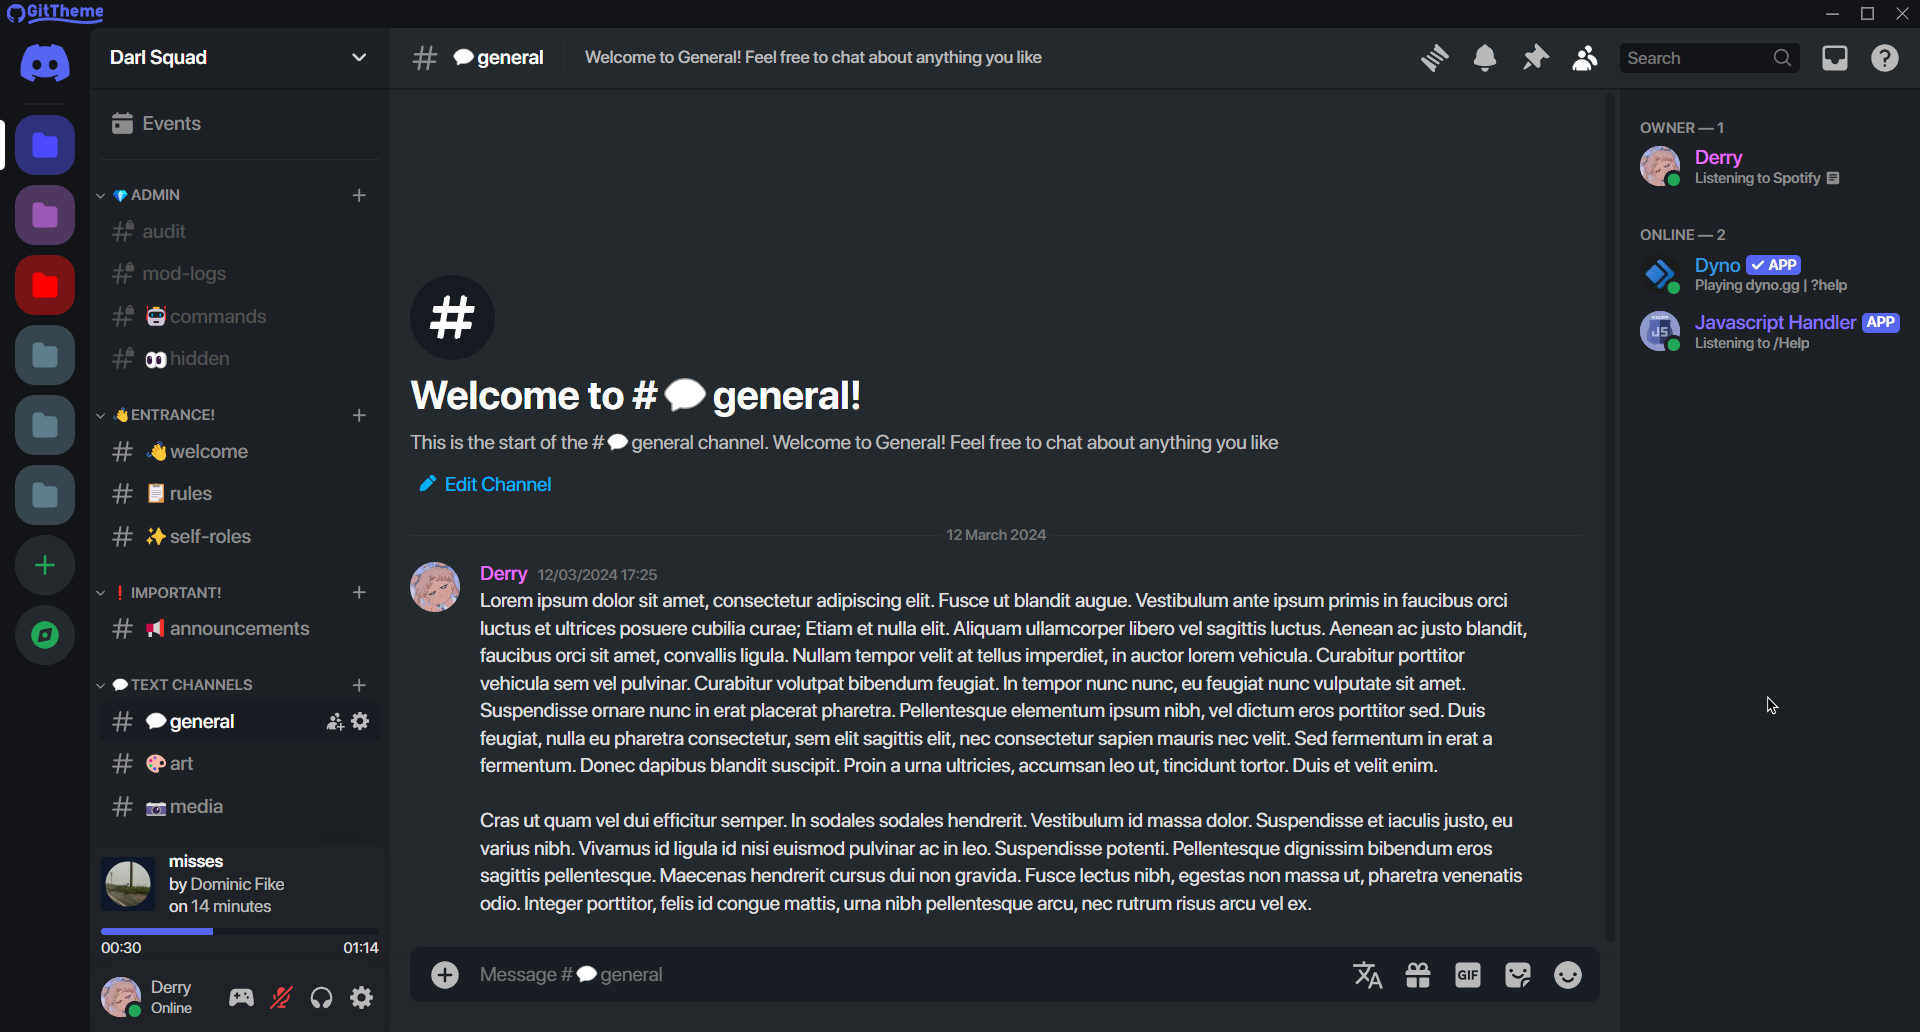 GitTheme
Darl Squad
Events
ADMIN
audit
mod-logs
commands
hidden
ENTRANCE!
welcome
rules
self-roles
IMPORTANT!
announcements
TEXT CHANNELS
general
art
media
misses
by Dominic Fike
on 14 minutes
00:30 01:14
Derry
Online
general
Welcome to General! Feel free to chat about anything you like
Search
Welcome to # general!
This is the start of the # general channel. Welcome to General! Feel free to chat about anything you like
Edit Channel
12 March 2024
Derry 12/03/2024 17:25
Lorem ipsum dolor sit amet, consectetur adipiscing elit. Fusce ut blandit augue. Vestibulum ante ipsum primis in faucibus orci
luctus et ultrices posuere cubilia curae; Etiam et nulla elit. Aliquam ullamcorper libero vel sagittis luctus. Aenean ac justo blandit,
faucibus orci sit amet, convallis ligula. Nullam tempor velit at tellus imperdiet, in auctor lorem vehicula. Curabitur porttitor
vehicula sem vel pulvinar. Curabitur volutpat bibendum feugiat. In tempor nunc nunc, eu feugiat nunc vulputate sit amet.
Suspendisse ornare nunc in erat placerat pharetra. Pellentesque elementum ipsum nibh, vel dictum eros porttitor sed. Duis
feugiat, nulla eu pharetra consectetur, sem elit sagittis elit, nec consectetur sapien mauris nec velit. Sed fermentum in erat a
fermentum. Donec dapibus blandit suscipit. Proin a urna ultricies, accumsan leo ut, tincidunt tortor. Duis et velit enim.
Cras ut quam vel dui efficitur semper. In sodales sodales hendrerit. Vestibulum id massa dolor. Suspendisse et iaculis justo, eu
varius nibh. Vivamus id ligula id nisi euismod pulvinar ac in leo. Suspendisse potenti. Pellentesque dignissim bibendum eros
sagittis pellentesque. Maecenas hendrerit cursus dui non gravida. Fusce lectus nibh, egestas non massa ut, pharetra venenatis
odio. Integer porttitor, felis id congue mattis, urna nibh pellentesque arcu, nec rutrum risus arcu vel ex.
Message # general
GIF
OWNER — 1
Derry
Listening to Spotify
ONLINE — 2
Dyno ✓ APP
Playing dyno.gg | ?help
JS
Javascript Handler APP
Listening to /Help